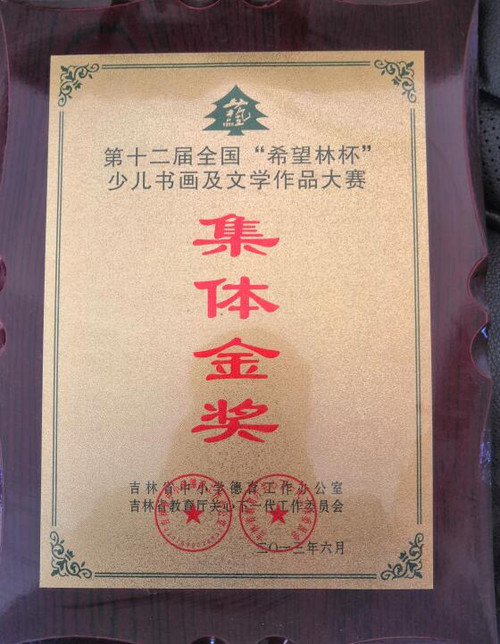 藝
第十二届全国“希望林杯”
少儿书画及文学作品大赛
集
体
金
奖
吉林省中小学德育工作办公室
吉林省教育厅关心下一代工作委员会
二〇一三年六月